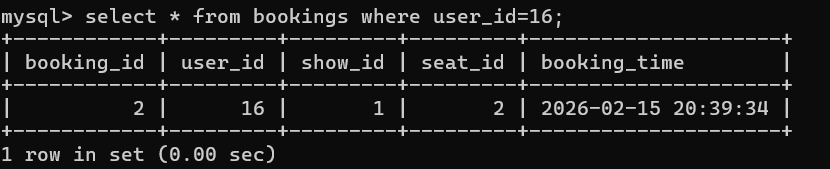 mysql> select * from bookings where user_id=16;
+------------+---------+---------+---------+---------------------+
| booking_id | user_id | show_id | seat_id | booking_time        |
+------------+---------+---------+---------+---------------------+
|          2 |      16 |       1 |       2 | 2026-02-15 20:39:34 |
+------------+---------+---------+---------+---------------------+
1 row in set (0.00 sec)